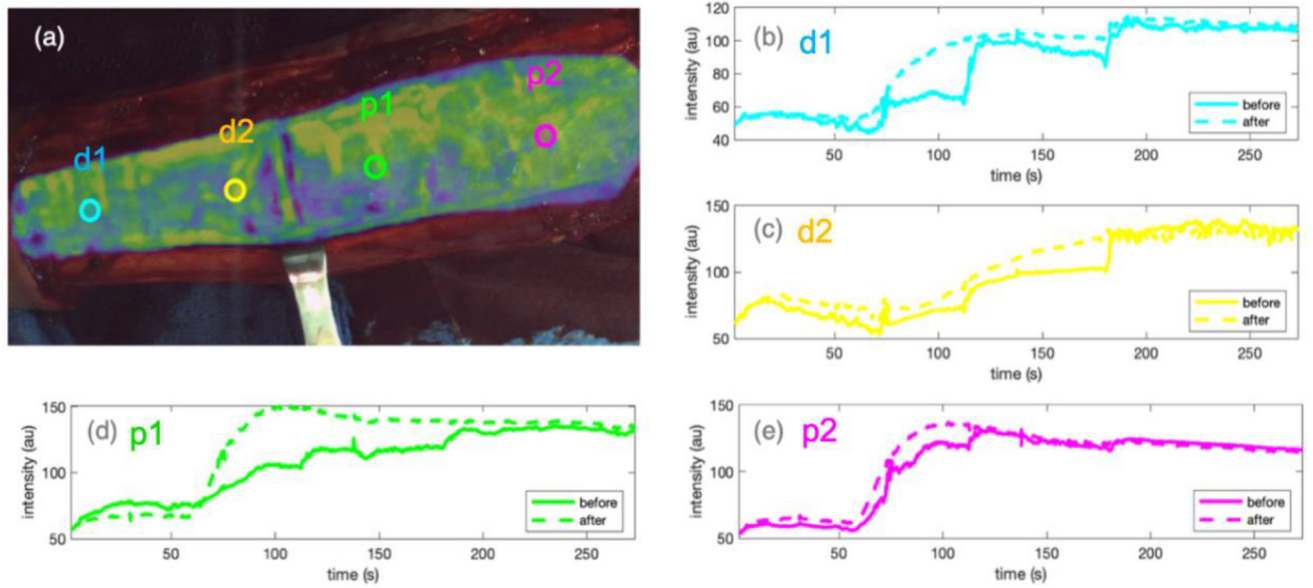 (a)
d1
d2
p1
p2
(b) d1
intensity (au)
120
100
80
60
40
50 100 150 200 250
time (s)
before
after
(c) d2
intensity (au)
150
100
50
50 100 150 200 250
time (s)
before
after
(d) p1
intensity (au)
150
100
50
50 100 150 200 250
time (s)
before
after
(e) p2
intensity (au)
150
100
50
50 100 150 200 250
time (s)
before
after